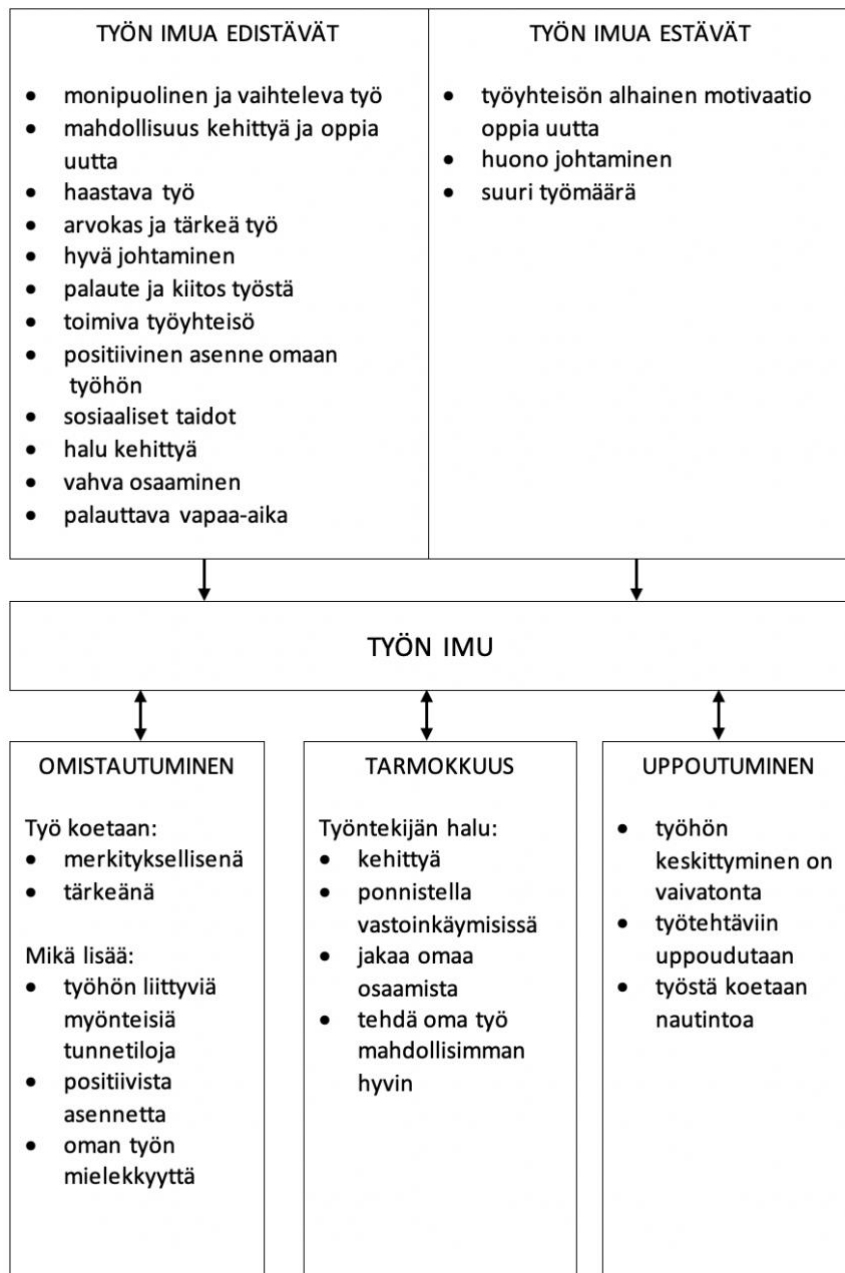 TYÖN IMUA EDISTÄVÄT
• monipuolinen ja vaihteleva työ
• mahdollisuus kehittyä ja oppia
uutta
• haastava työ
• arvokas ja tärkeä työ
• hyvä johtaminen
• palaute ja kiitos työstä
• toimiva työyhteisö
• positiivinen asenne omaan
työhön
• sosiaaliset taidot
• halu kehittyä
• vahva osaaminen
• palauttava vapaa-aika
TYÖN IMUA ESTÄVÄT
• työyhteisön alhainen motivaatio
oppia uutta
• huono johtaminen
• suuri työmäärä
TYÖN IMU
OMISTAUTUMINEN
Työ koetaan:
• merkityksellisenä
• tärkeänä
Mikä lisää:
• työhön liittyviä
myönteisiä
tunnetiloja
• positiivista
asennetta
• oman työn
mielekkyyttä
TARMOKKUUS
Työntekijän halu:
• kehittyä
• ponnistella
vastoinkäymisissä
• jakaa omaa
osaamista
• tehdä oma työ
mahdollisimman
hyvin
UPPOUTUMINEN
• työhön
keskittyminen on
vaivatonta
• työtehtäviin
uppoudutaan
• työstä koetaan
nautintoa